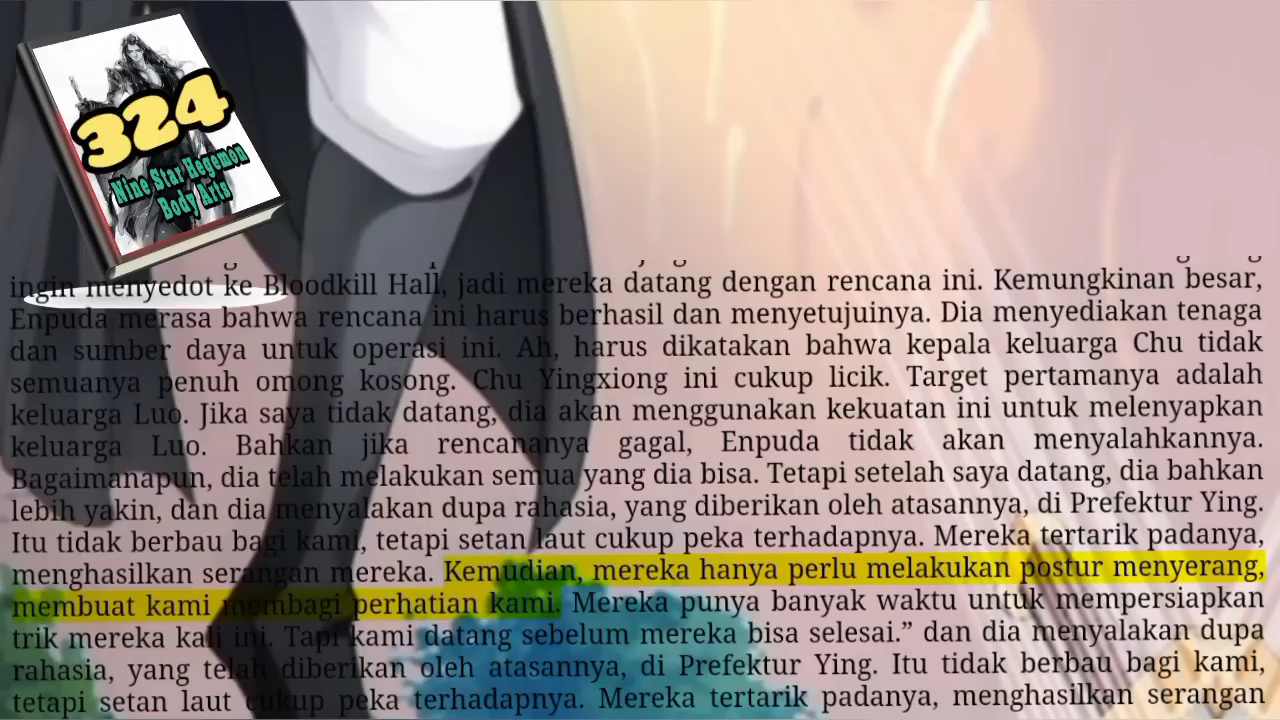 324
Nine Star Hegemon
Body Arts
ingin menyedot ke Bloodkill Hall, jadi mereka datang dengan rencana ini. Kemungkinan besar,
Enpuda merasa bahwa rencana ini harus berhasil dan menyetujuinya. Dia menyediakan tenaga
dan sumber daya untuk operasi ini. Ah, harus dikatakan bahwa kepala keluarga Chu tidak
semuanya penuh omong kosong. Chu Yingxiong ini cukup licik. Target pertamanya adalah
keluarga Luo. Jika saya tidak datang, dia akan menggunakan kekuatan ini untuk melenyapkan
keluarga Luo. Bahkan jika rencananya gagal, Enpuda tidak akan menyalahkannya.
Bagaimanapun, dia telah melakukan semua yang dia bisa. Tetapi setelah saya datang, dia bahkan
lebih yakin, dan dia menyalakan dupa rahasia, yang diberikan oleh atasannya, di Prefektur Ying.
Itu tidak berbau bagi kami, tetapi setan laut cukup peka terhadapnya. Mereka tertarik padanya,
menghasilkan serangan mereka. Kemudian, mereka hanya perlu melakukan postur menyerang,
membuat kami membagi perhatian kami. Mereka punya banyak waktu untuk mempersiapkan
trik mereka kali ini. Tapi kami datang sebelum mereka bisa selesai.” dan dia menyalakan dupa
rahasia, yang telah diberikan oleh atasannya, di Prefektur Ying. Itu tidak berbau bagi kami,
tetapi setan laut cukup peka terhadapnya. Mereka tertarik padanya, menghasilkan serangan